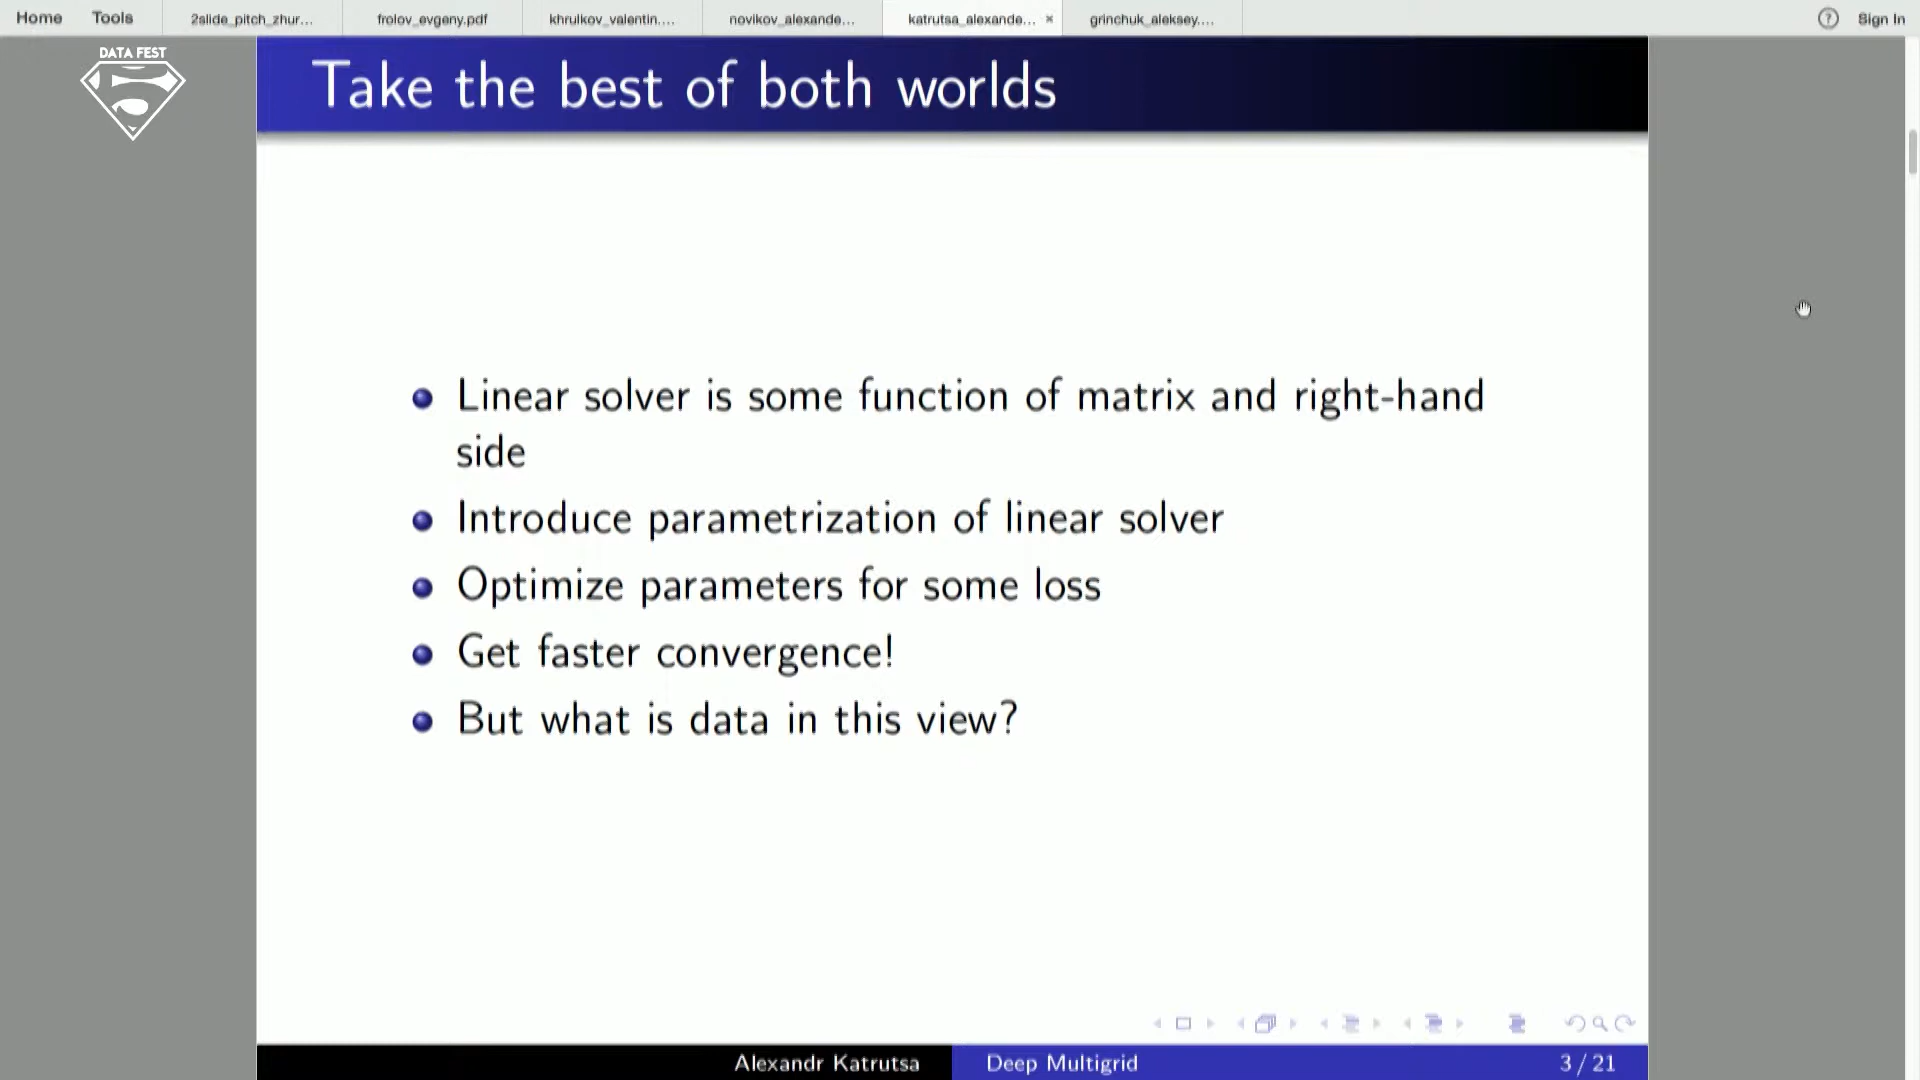 Home Tools 2slide_pitch_zhur... frolov_evgeny.pdf khrulkov_valentin.... novikov_alexande... katrutsa_alexande... × grinchuk_aleksey.... ? Sign In
DATA FEST
Take the best of both worlds
Linear solver is some function of matrix and right-hand
side
Introduce parametrization of linear solver
Optimize parameters for some loss
Get faster convergence!
But what is data in this view?
Alexandr Katrutsa Deep Multigrid 3 / 21